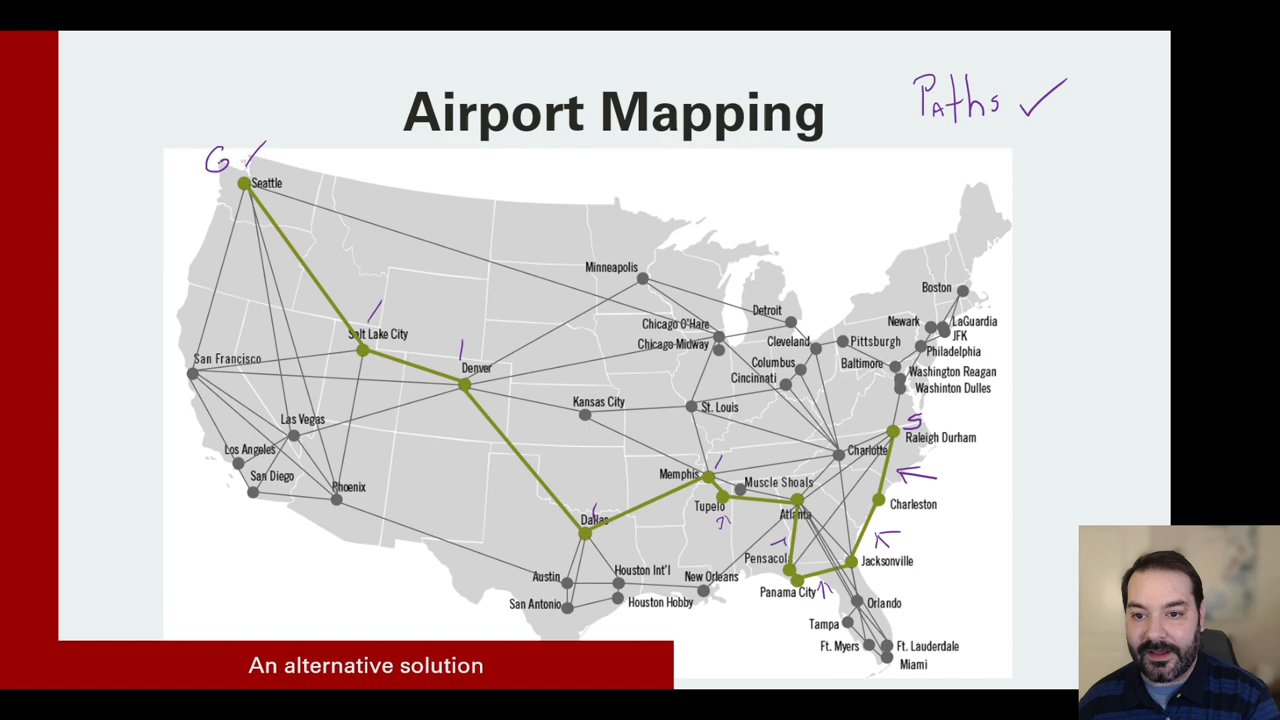 Airport Mapping
Paths ✓
G
Seattle
Minneapolis
Boston
Detroit
Salt Lake City
Chicago O'Hare
Newark
LaGuardia
JFK
Cleveland
Pittsburgh
Chicago Midway
Philadelphia
San Francisco
Denver
Columbus
Baltimore
Washington Reagan
Cincinnati
Washinton Dulles
Kansas City
St. Louis
Las Vegas
S
Raleigh Durham
Los Angeles
Charlotte
San Diego
Memphis
Muscle Shoals
Phoenix
Tupelo
Charleston
Dallas
Atlanta
Pensacol
Jacksonville
Austin
Houston Int'l
New Orleans
Panama City
San Antonio
Houston Hobby
Orlando
Tampa
Ft. Myers
Ft. Lauderdale
Miami
An alternative solution